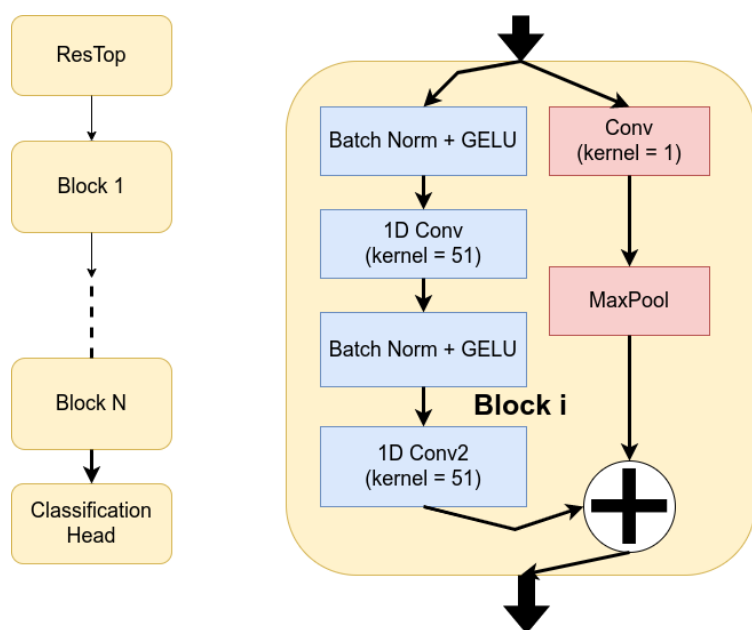 ResTop
Block 1
Block N
Classification
Head
Batch Norm + GELU
1D Conv
(kernel = 51)
Batch Norm + GELU
1D Conv2
(kernel = 51)
Conv
(kernel = 1)
MaxPool
Block i